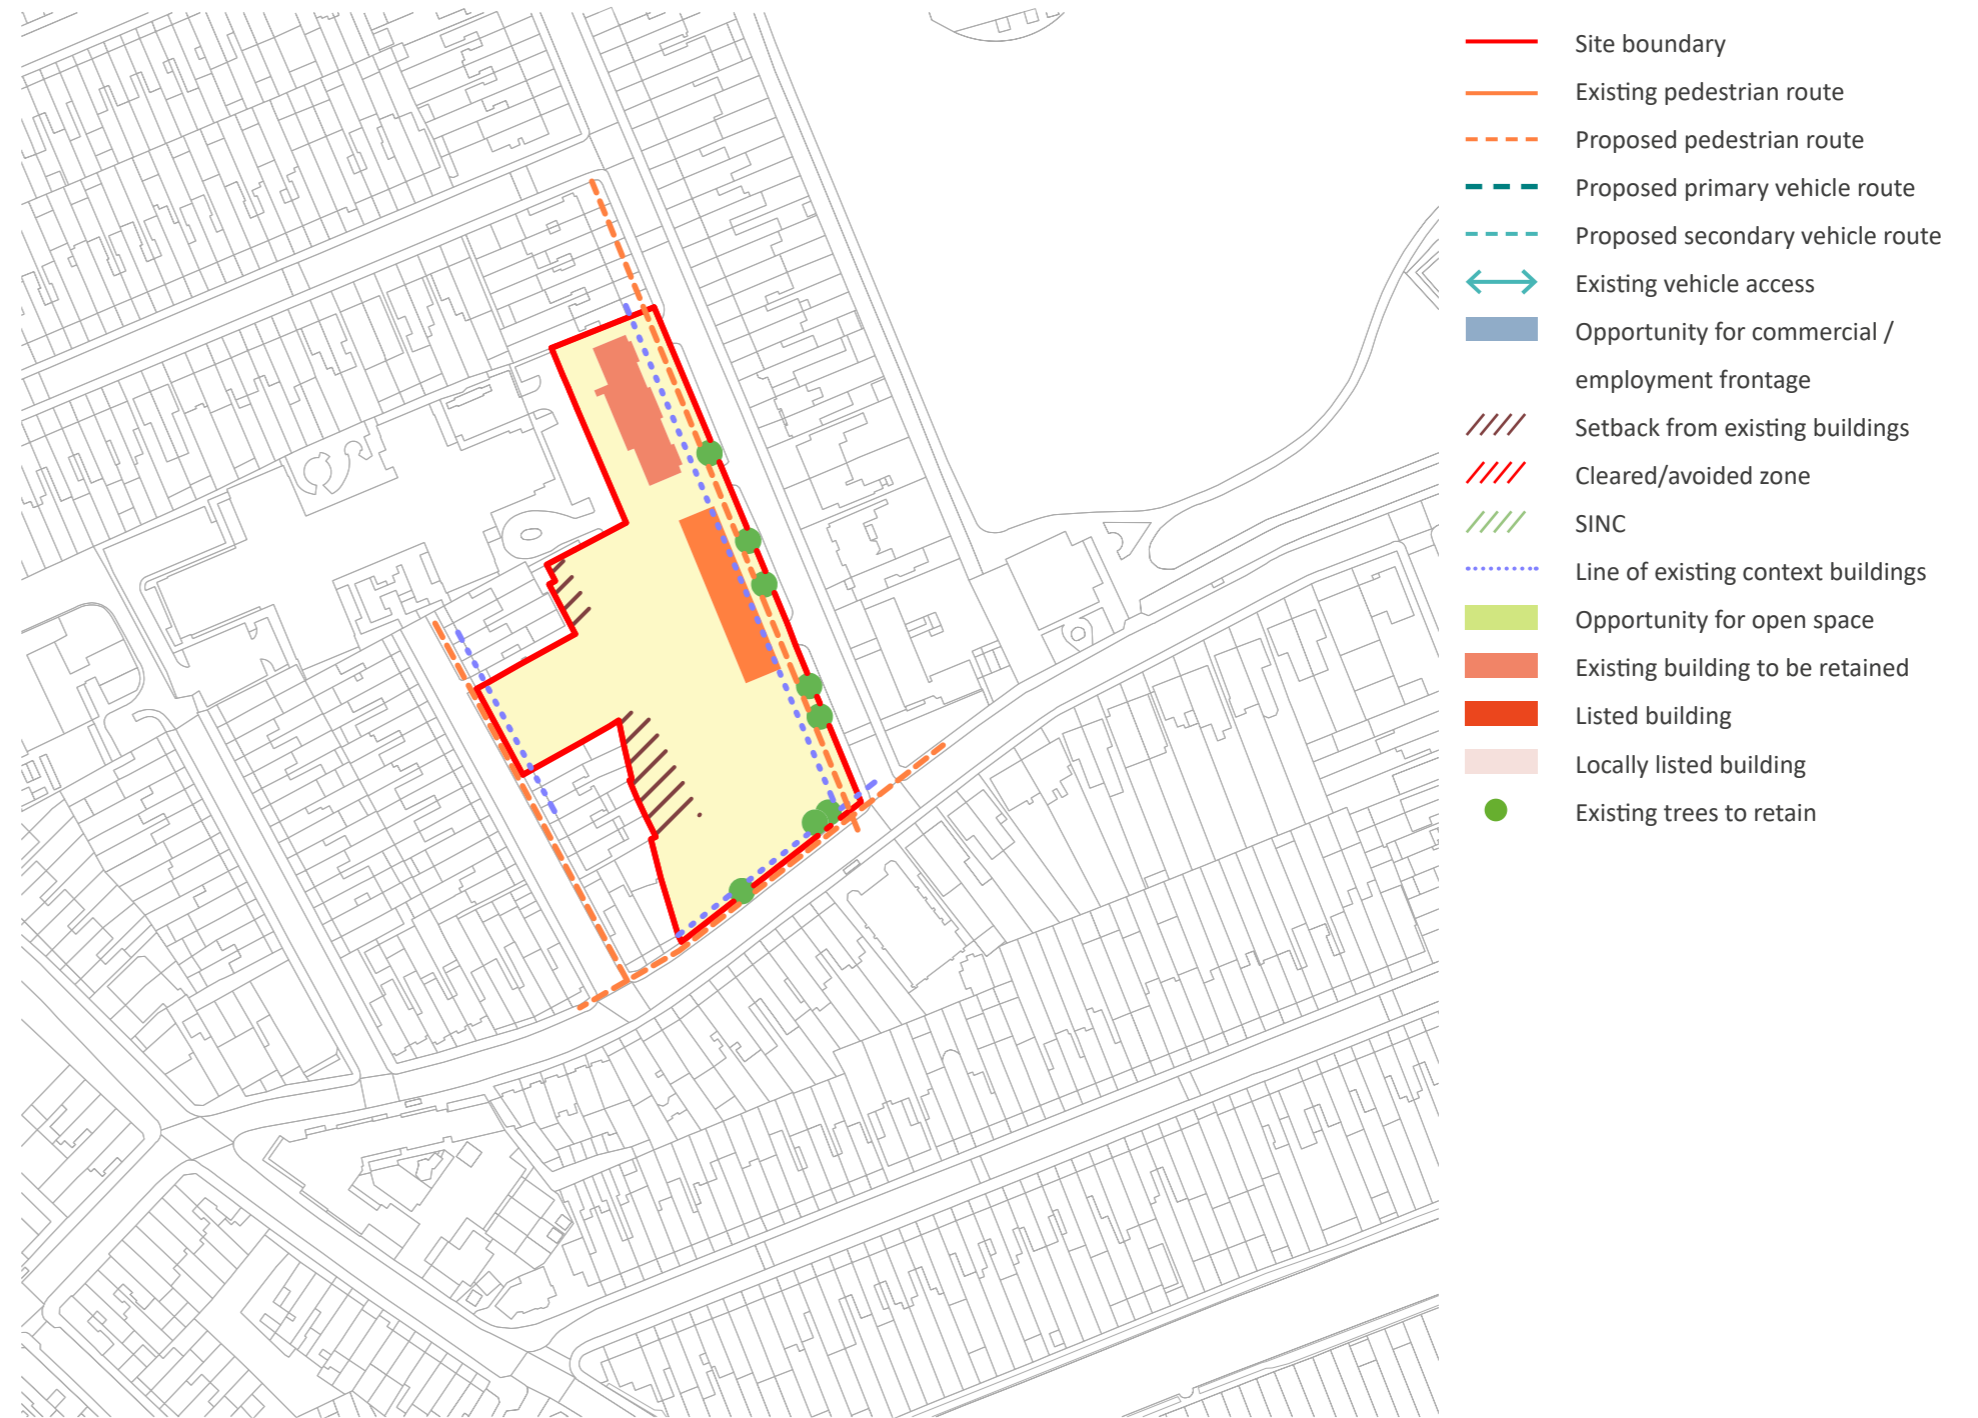 Site boundary
Existing pedestrian route
Proposed pedestrian route
Proposed primary vehicle route
Proposed secondary vehicle route
Existing vehicle access
Opportunity for commercial /
employment frontage
Setback from existing buildings
Cleared/avoided zone
SINC
Line of existing context buildings
Opportunity for open space
Existing building to be retained
Listed building
Locally listed building
Existing trees to retain